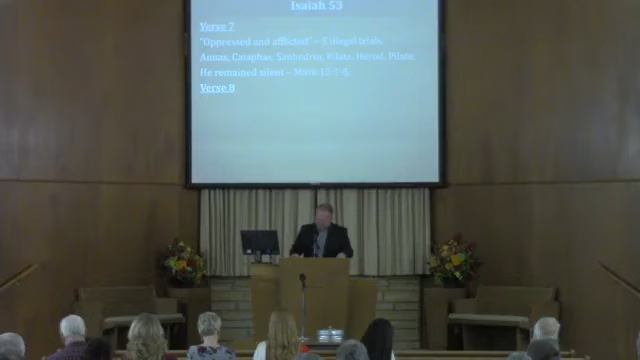 Isaiah 53
Verse 7
"Oppressed and afflicted" – 5 illegal trials.
Annas, Caiaphas, Sanhedrin, Pilate, Herod, Pilate.
He remained silent – Mark 15:1-5.
Verse 8